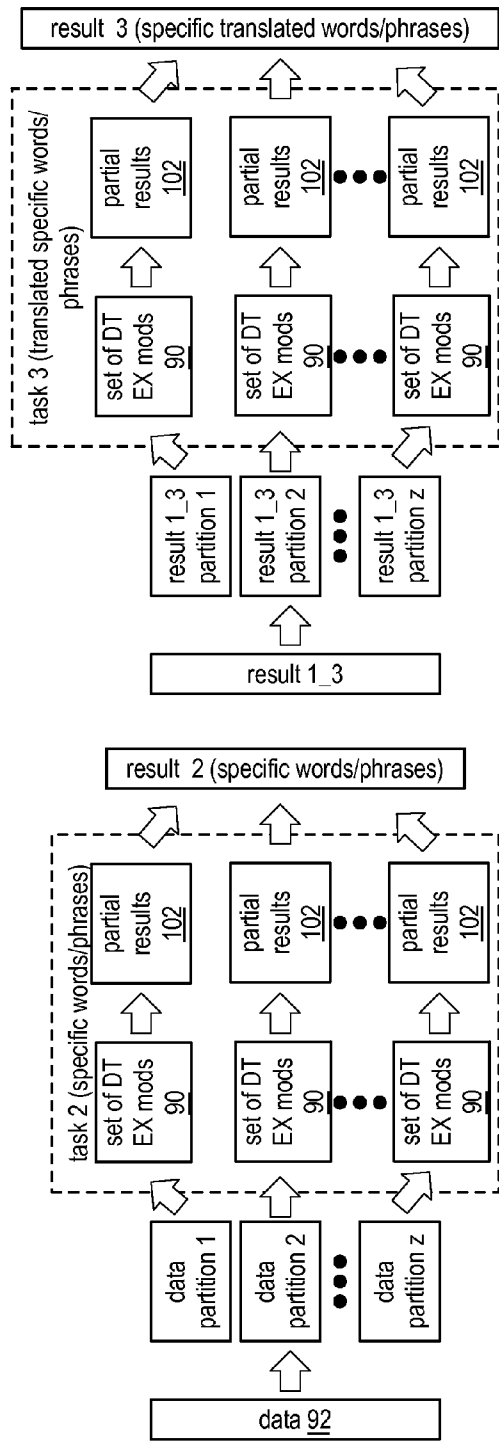 task 2 (specific words/phrases)
data 92
data
partition 1
set of DT
EX mods
90
partial
results
102
data
partition 2
set of DT
EX mods
90
partial
results
102
data
partition z
set of DT
EX mods
90
partial
results
102
result 2 (specific words/phrases)
task 3 (translated specific words/
phrases)
result 1_3
result 1_3
partition 1
set of DT
EX mods
90
partial
results
102
result 1_3
partition 2
set of DT
EX mods
90
partial
results
102
result 1_3
partition z
set of DT
EX mods
90
partial
results
102
result 3 (specific translated words/phrases)